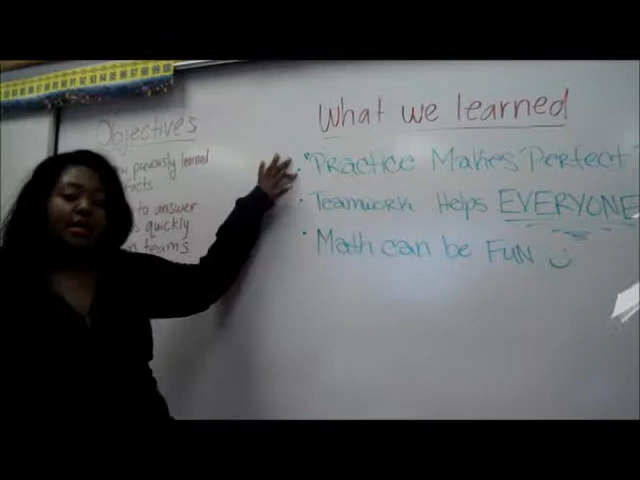 Objectives
previously learned
facts
to answer
quickly
teams
What we learned
· "Practice Makes Perfect"
· Teamwork Helps EVERYONE
· Math can be FUN